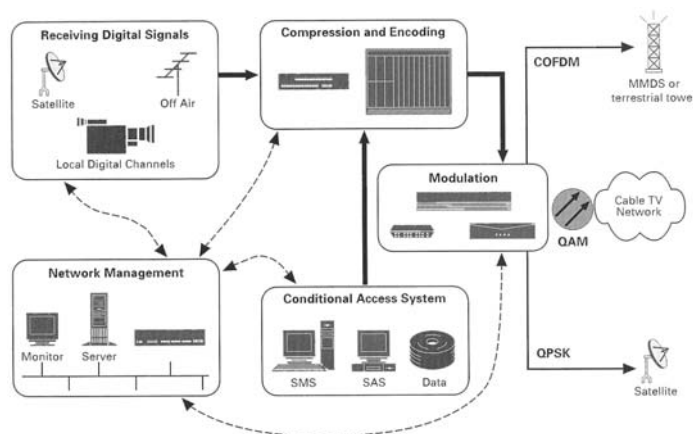 Receiving Digital Signals
Satellite
Off Air
Local Digital Channels
Compression and Encoding
COFDM
MMDS or
terrestrial towe
Modulation
QAM
Cable TV
Network
Network Management
Monitor
Server
Conditional Access System
SMS
SAS
Data
QPSK
Satellite